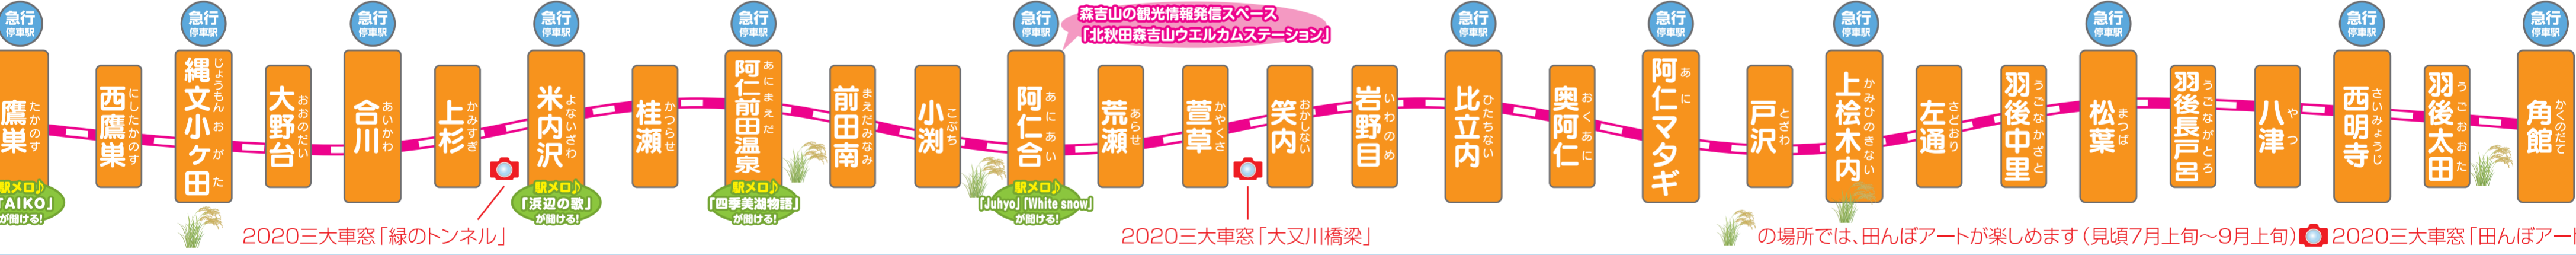 急行
停車駅
鷹巣
たかのす
駅メロ♪
「AIKO」
が聞ける!
西鷹巣
にしたかのす
急行
停車駅
縄文小ヶ田
じょうもんおがた
大野台
おおのだい
急行
停車駅
合川
あいかわ
上杉
かみすぎ
2020三大車窓「緑のトンネル」
急行
停車駅
米内沢
よないざわ
駅メロ♪
「浜辺の歌」
が聞ける!
桂瀬
かつらせ
急行
停車駅
阿仁前田温泉
あにまえだ
駅メロ♪
「四季美湖物語」
が聞ける!
前田南
まえだみなみ
小渕
こぶち
急行
停車駅
森吉山の観光情報発信スペース
「北秋田森吉山ウエルカムステーション」
阿仁合
あにあい
駅メロ♪
「Juhyo」「White snow」
が聞ける!
荒瀬
あらせ
萱草
かやくさ
2020三大車窓「大又川橋梁」
笑内
おかしない
岩野目
いわのめ
急行
停車駅
比立内
ひたちない
奥阿仁
おくあに
急行
停車駅
阿仁マタギ
あに
戸沢
とざわ
急行
停車駅
上桧木内
かみひのきない
左通
さどおり
羽後中里
うごなかざと
急行
停車駅
松葉
まつば
羽後長戸呂
うごながとろ
八津
やつ
急行
停車駅
西明寺
さいみょうじ
羽後太田
うごおおた
急行
停車駅
角館
かくのだて
の場所では、田んぼアートが楽しめます(見頃7月上旬～9月上旬)
2020三大車窓「田んぼアート